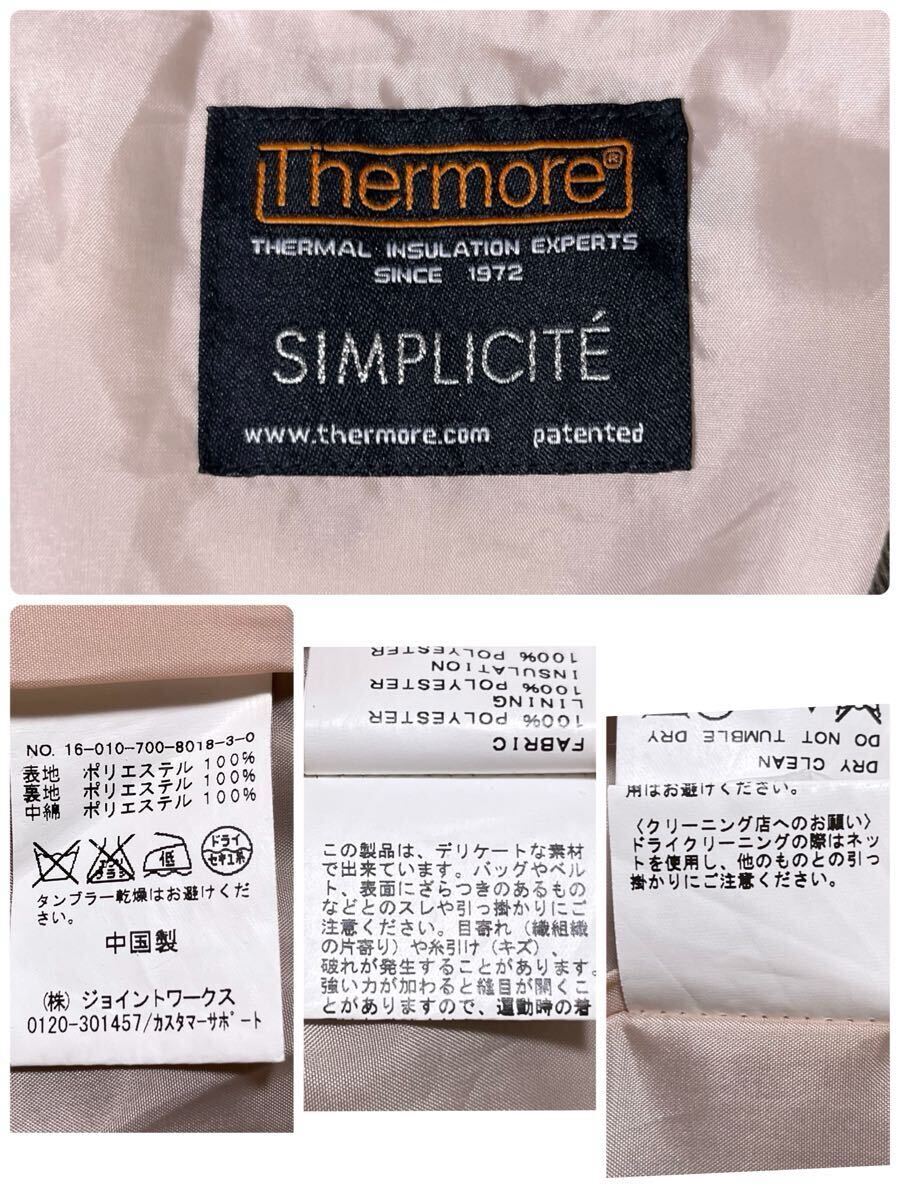 Thermore®
THERMAL INSULATION EXPERTS
SINCE 1972
SIMPLICITÉ
www.thermore.com patented
NO. 16-010-700-8018-3-0
表地 ポリエステル 100%
裏地 ポリエステル 100%
中綿 ポリエステル 100%
エンソサラシ 低 ドライ セキユ系
タンブラー乾燥はお避けくだ
さい。
中国製
(株) ジョイントワークス
0120-301457/カスタマーサポート
FABRIC
100% POLYESTER
LINING
100% POLYESTER
INSULATION
100% POLYESTER
この製品は、デリケートな素材
で出来ています。バッグやベル
ト、表面にざらつきのあるもの
などとのスレや引っ掛かりにご
注意ください。目寄れ(繊組織
の片寄り)や糸引け(キズ)、
破れが発生することがあります。
強い力が加わると縫目が開くこ
とがありますので、運動時の着
DRY CLEAN
DO NOT TUMBLE DRY
用はお避けください。
〈クリーニング店へのお願い〉
ドライクリーニングの際はネッ
トを使用し、他のものとの引っ
掛かりにご注意ください。